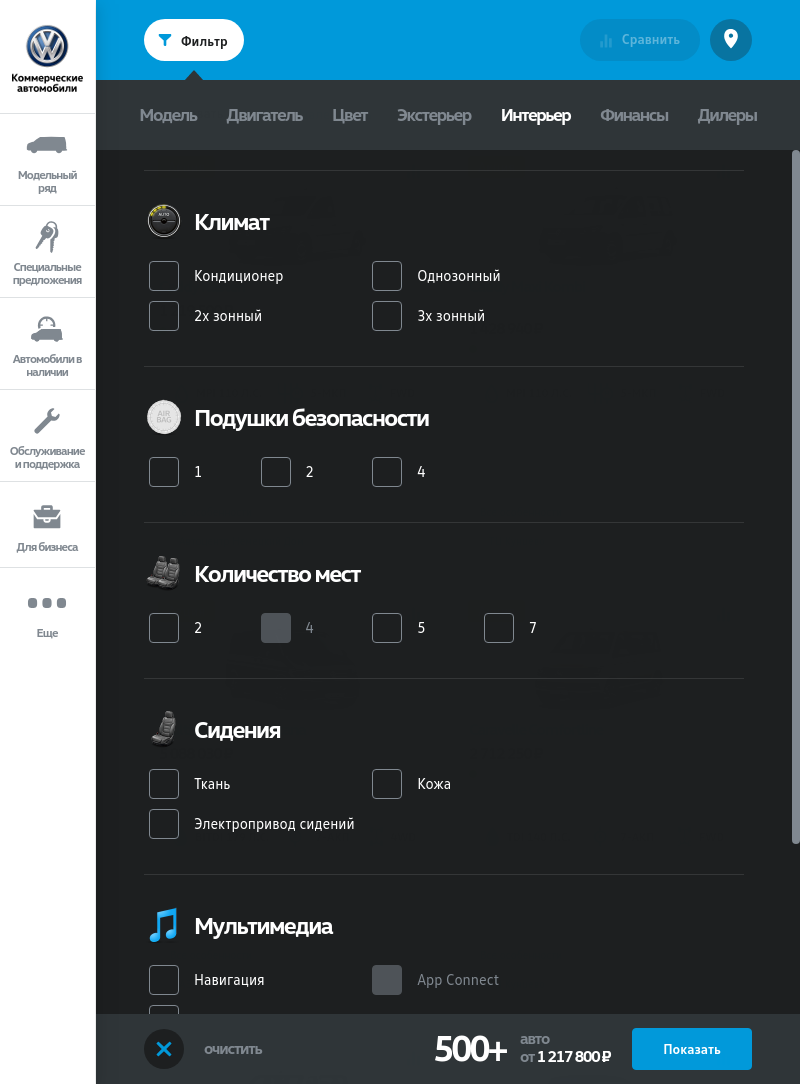 Коммерческие
автомобили
Модельный
ряд
Специальные
предложения
Автомобили в
наличии
Обслуживание
и поддержка
Для бизнеса
Еще
Фильтр
Сравнить
Модель Двигатель Цвет Экстерьер Интерьер Финансы Дилеры
AUTO
Климат
Кондиционер Однозонный
2х зонный 3х зонный
AIR
BAG
Подушки безопасности
1 2 4
Количество мест
2 4 5 7
Сидения
Ткань Кожа
Электропривод сидений
Мультимедиа
Навигация App Connect
очистить
500+
авто
от 1 217 800 ₽
Показать